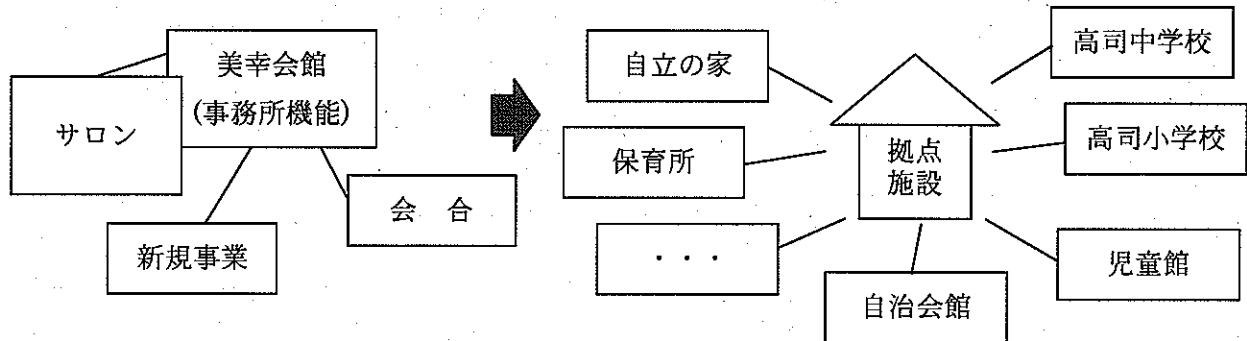 美幸会館
(事務所機能)
サロン
会 合
新規事業
自立の家
保育所
・・・
自治会館
拠点
施設
高司中学校
高司小学校
児童館